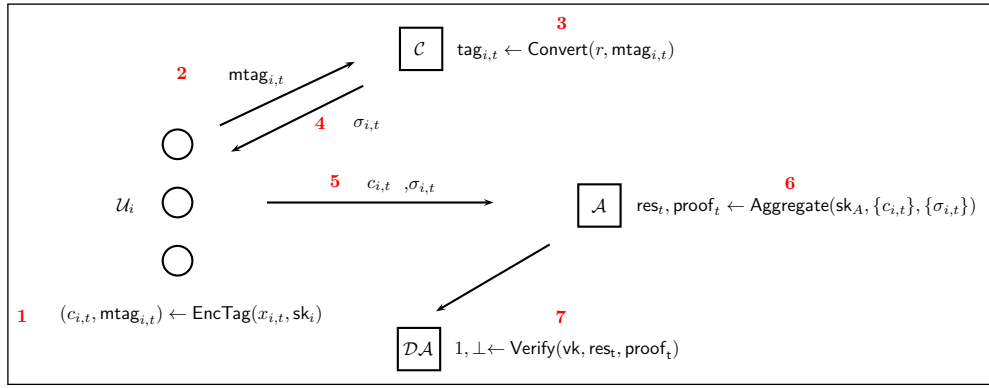 3
C tag_{i,t} ← Convert(r, mtag_{i,t})
2 mtag_{i,t}
4 σ_{i,t}
5 c_{i,t} ,σ_{i,t}
6
U_i
A res_t, proof_t ← Aggregate(sk_A, {c_{i,t}}, {σ_{i,t}})
1 (c_{i,t}, mtag_{i,t}) ← EncTag(x_{i,t}, sk_i)
7
DA 1, ⊥← Verify(vk, res_t, proof_t)